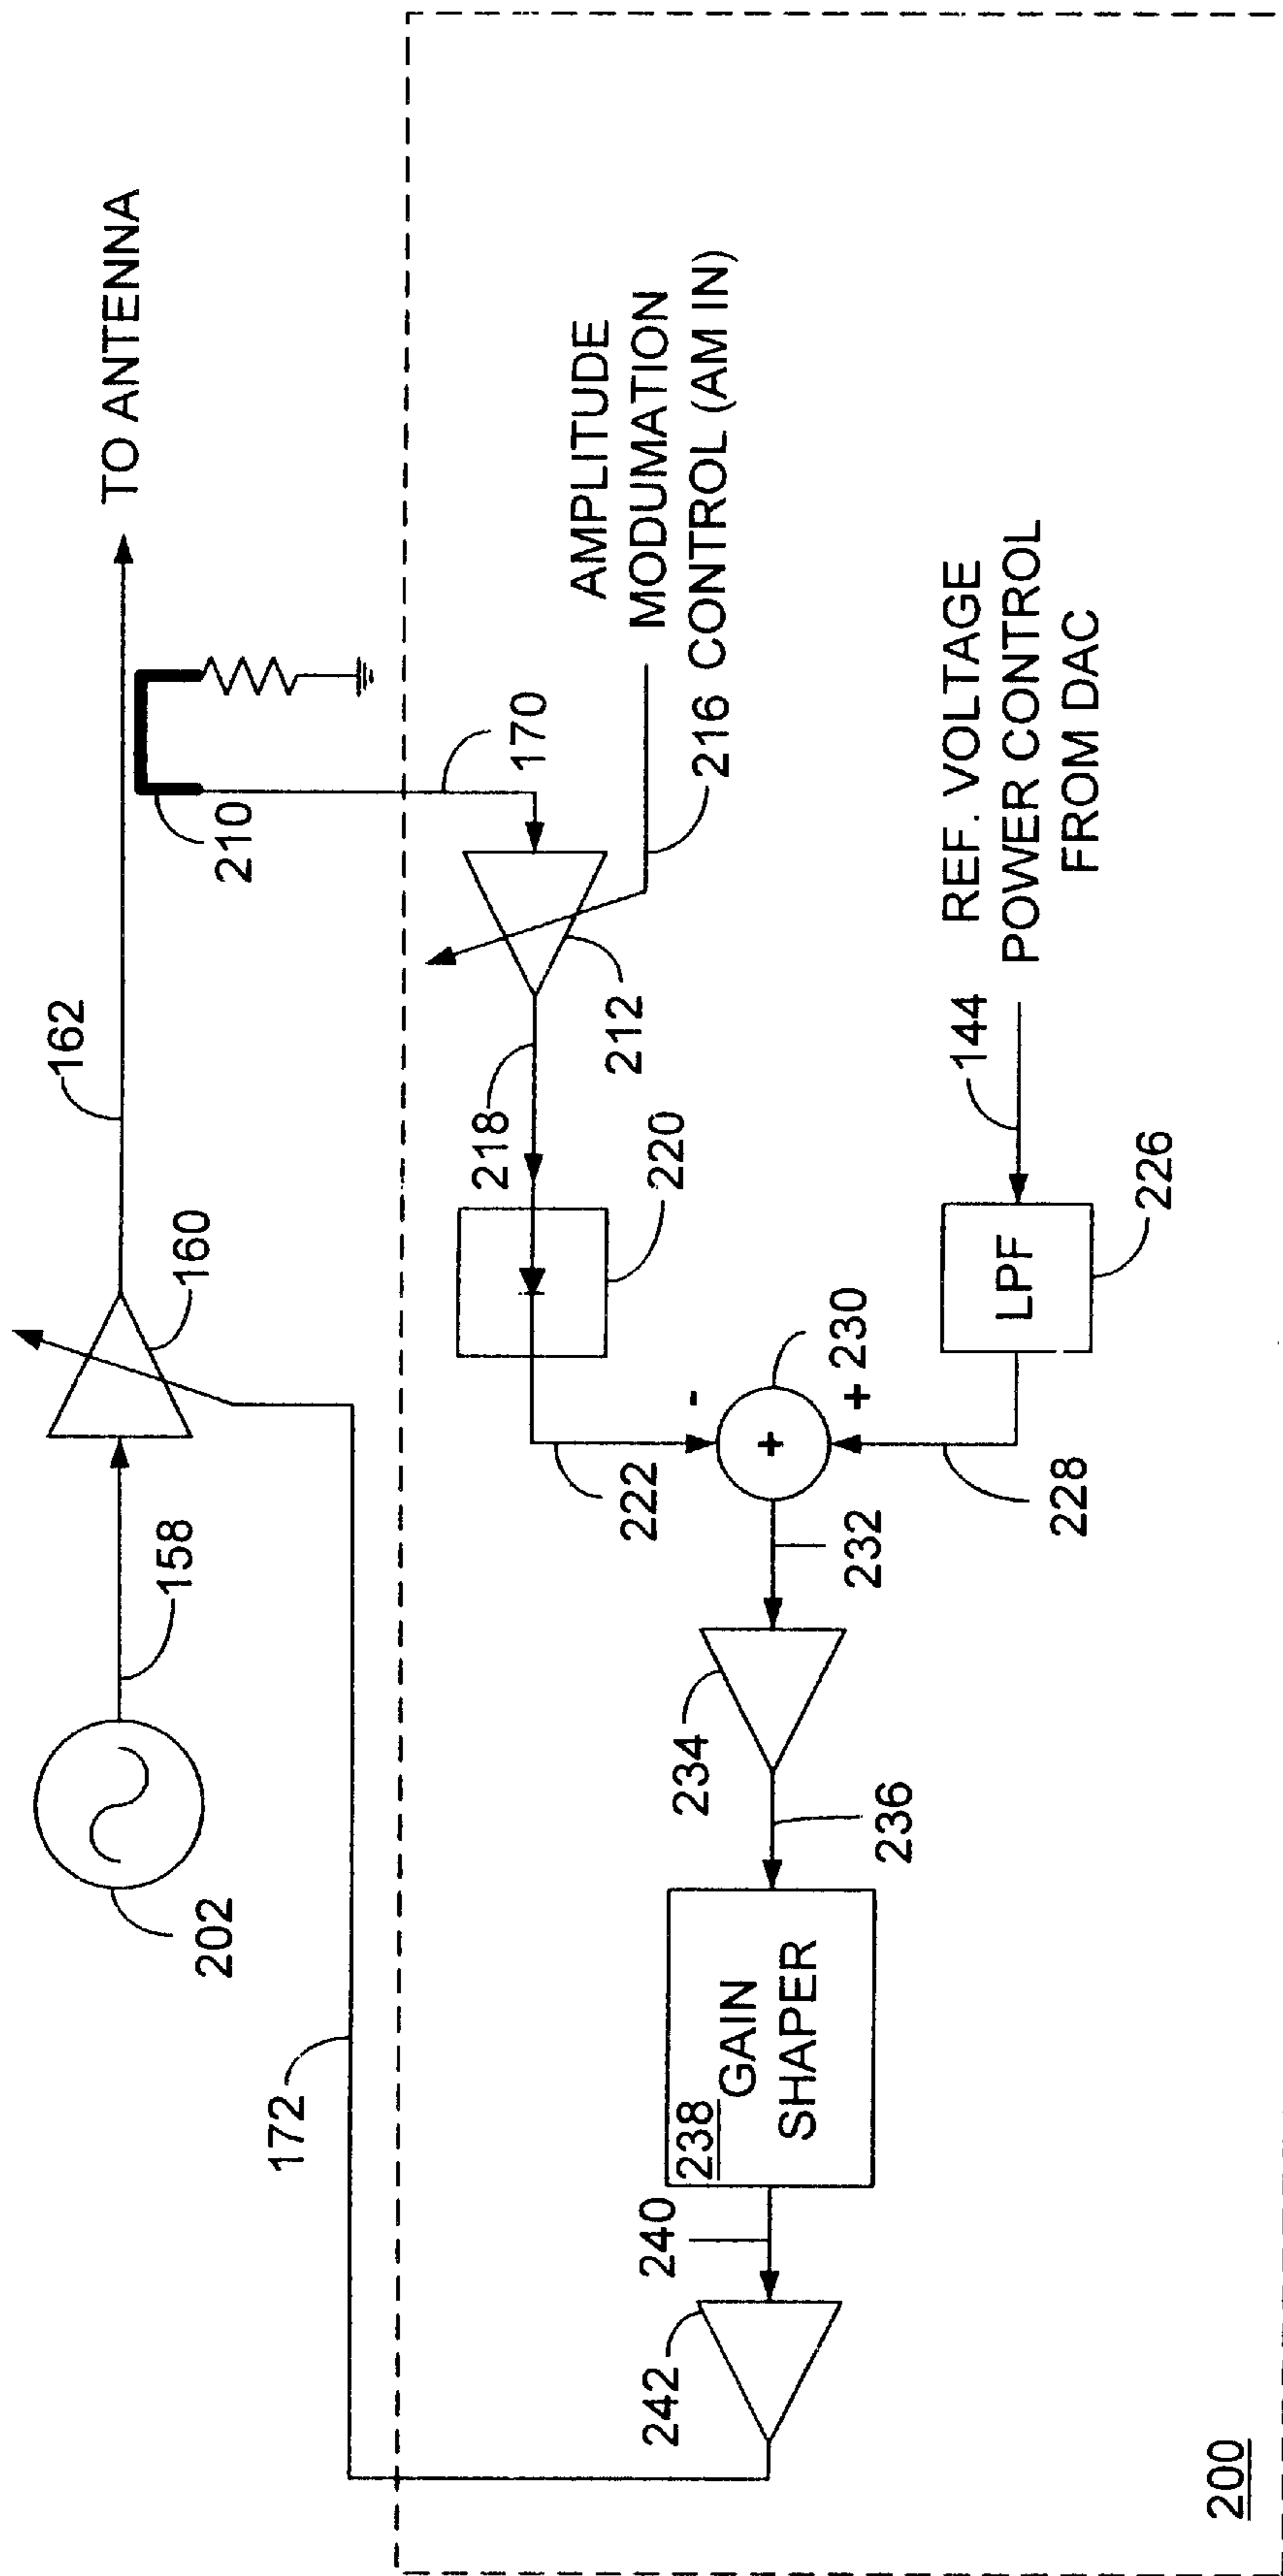 TO ANTENNA
162
160
158
202
172
210
170
AMPLITUDE
MODUMATION
216 CONTROL (AM IN)
212
218
220
REF. VOLTAGE
POWER CONTROL
FROM DAC
144
LPF
226
230
-
+
+
222
228
232
234
236
238
GAIN
SHAPER
240
242
200